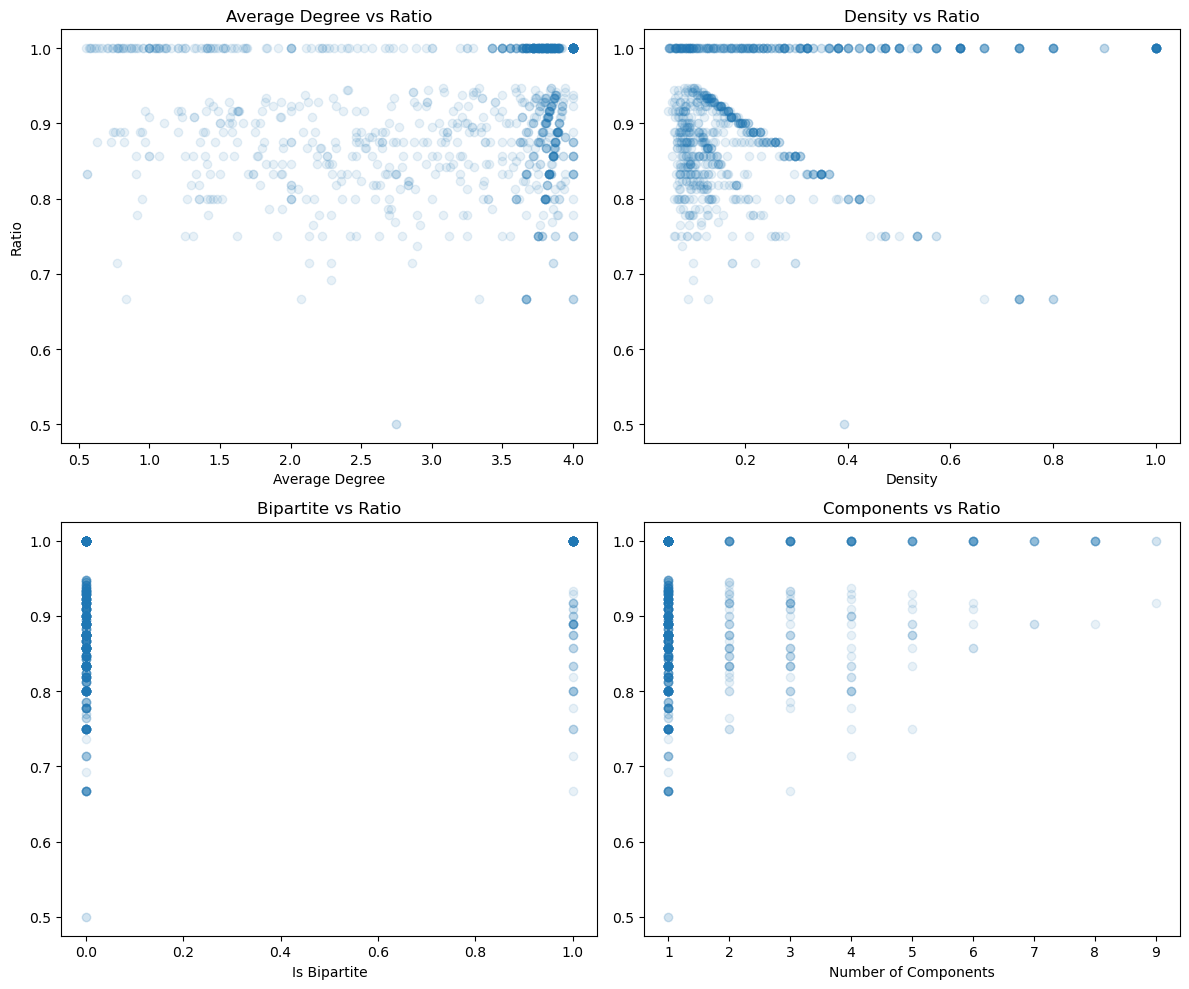 Average Degree vs Ratio
Ratio
1.0
0.9
0.8
0.7
0.6
0.5
0.5 1.0 1.5 2.0 2.5 3.0 3.5 4.0
Average Degree
Density vs Ratio
1.0
0.9
0.8
0.7
0.6
0.5
0.2 0.4 0.6 0.8 1.0
Density
Bipartite vs Ratio
1.0
0.9
0.8
0.7
0.6
0.5
0.0 0.2 0.4 0.6 0.8 1.0
Is Bipartite
Components vs Ratio
1.0
0.9
0.8
0.7
0.6
0.5
1 2 3 4 5 6 7 8 9
Number of Components